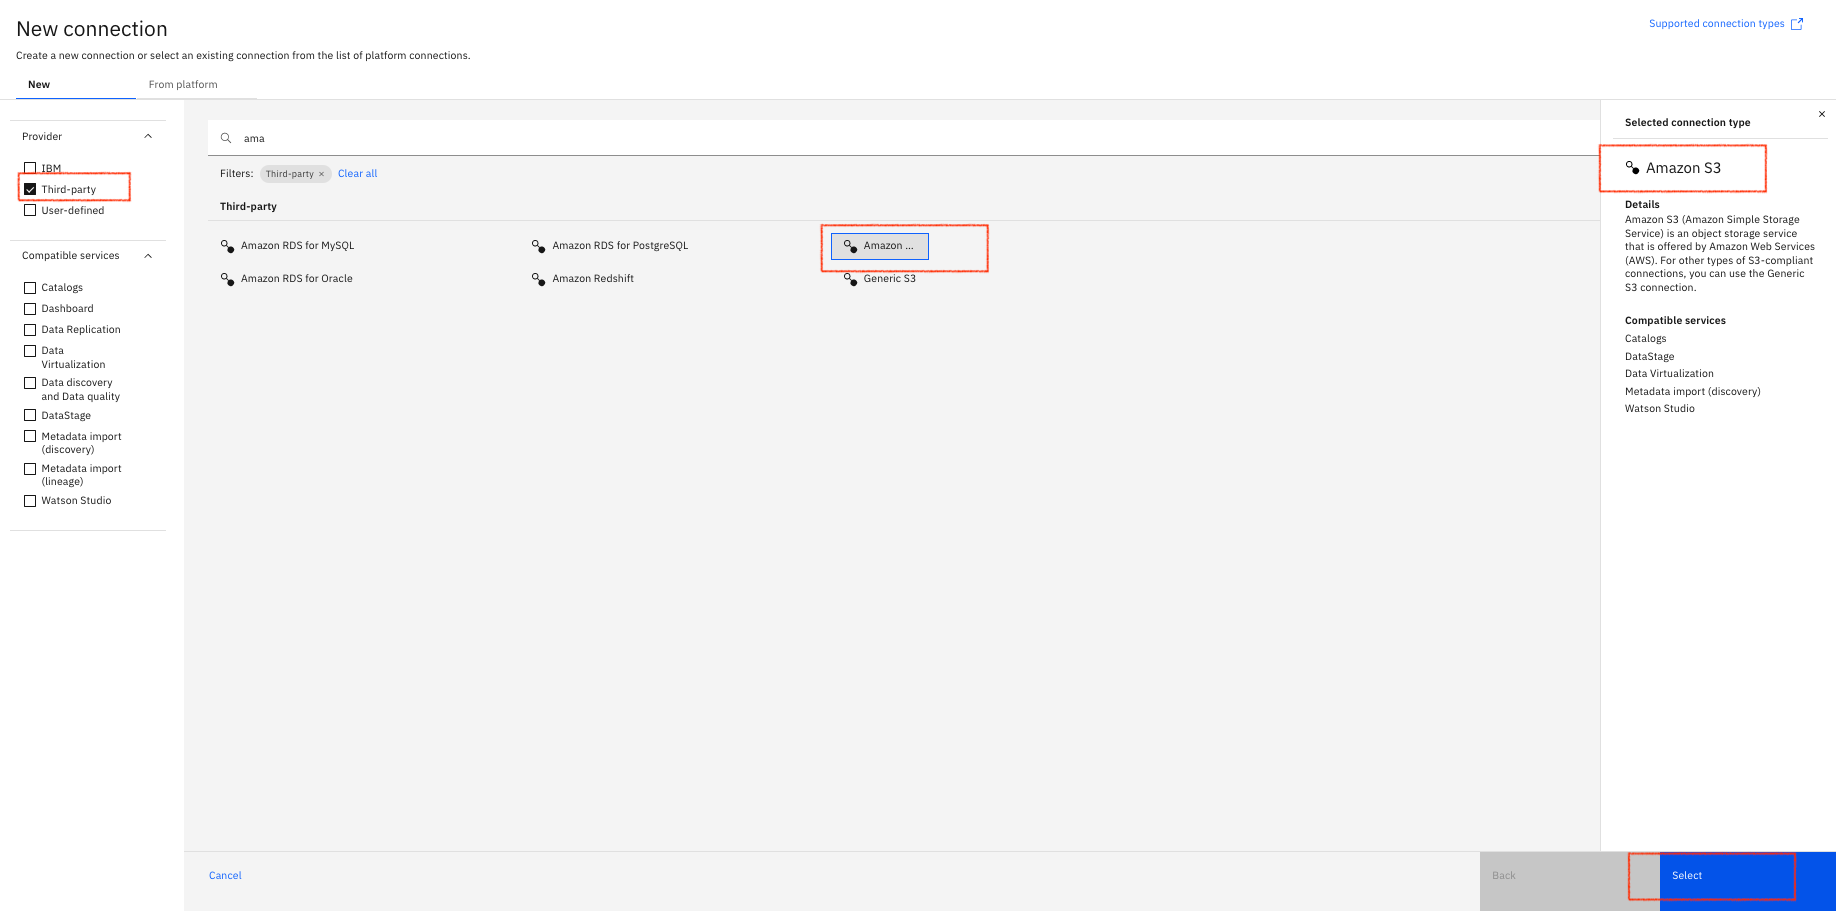 New connection
Supported connection types
Create a new connection or select an existing connection from the list of platform connections.
New
From platform
Provider
IBM
Third-party
User-defined
Compatible services
Catalogs
Dashboard
Data Replication
Data
Virtualization
Data discovery
and Data quality
DataStage
Metadata import
(discovery)
Metadata import
(lineage)
Watson Studio
ama
Filters: Third-party × Clear all
Third-party
Amazon RDS for MySQL
Amazon RDS for PostgreSQL
Amazon ...
Amazon RDS for Oracle
Amazon Redshift
Generic S3
Selected connection type
Amazon S3
Details
Amazon S3 (Amazon Simple Storage
Service) is an object storage service
that is offered by Amazon Web Services
(AWS). For other types of S3-compliant
connections, you can use the Generic
S3 connection.
Compatible services
Catalogs
DataStage
Data Virtualization
Metadata import (discovery)
Watson Studio
Cancel
Back
Select